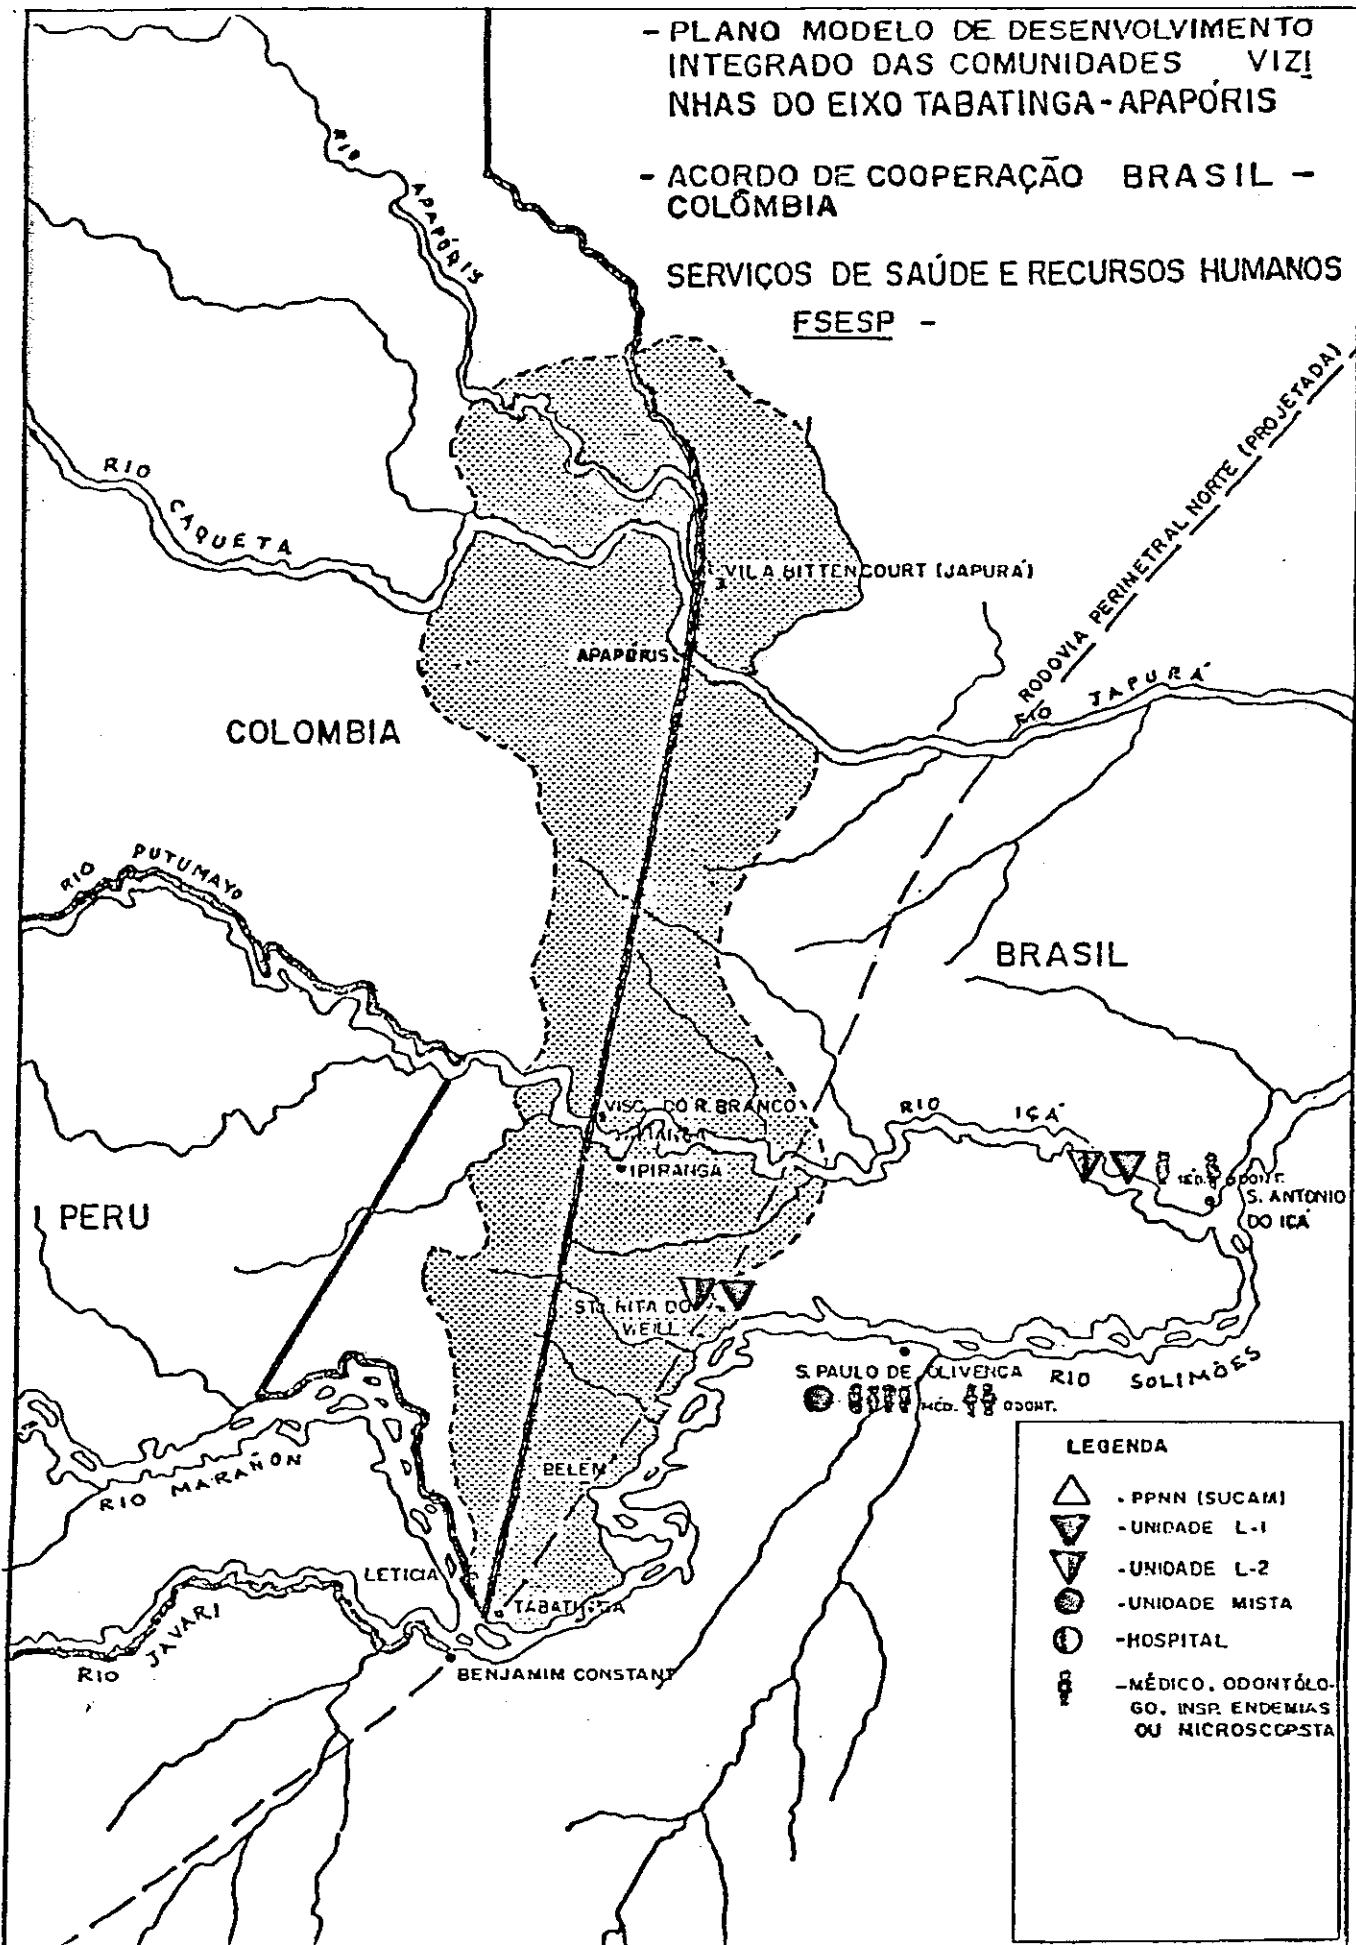 - PLANO MODELO DE DESENVOLVIMENTO
INTEGRADO DAS COMUNIDADES VIZI
NHAS DO EIXO TABATINGA-APAPÓRIS
- ACORDO DE COOPERAÇÃO BRASIL -
COLÔMBIA
SERVIÇOS DE SAÚDE E RECURSOS HUMANOS
FSESP -
RIO APAPÓRIS
RODOVIA PERIMETRAL NORTE (PROJETADA)
RIO CAQUETA
VILA BITTENCOURT (JAPURÁ)
APAPÓRIS
RIO JAPURÁ
COLOMBIA
RIO PUTUMAYO
BRASIL
VISC. DO R. BRANCO
RIO IÇÁ
IPIRANGA
MÉD. ODONT.
S. ANTONIO
DO IÇÁ
PERU
STA RITA DO
WEILL
S. PAULO DE OLIVENÇA
MÉD. ODONT.
RIO SOLIMÕES
RIO MARAÑÓN
BELEM
LETICIA
TABATINGA
RIO JAVARI
BENJAMIM CONSTANT
LEGENDA
- PPNN (SUCAM)
- UNIDADE L-1
- UNIDADE L-2
- UNIDADE MISTA
- HOSPITAL
- MÉDICO, ODONTÓLO-
GO, INSP. ENDEMIAS
OU MICROSCOPSTA